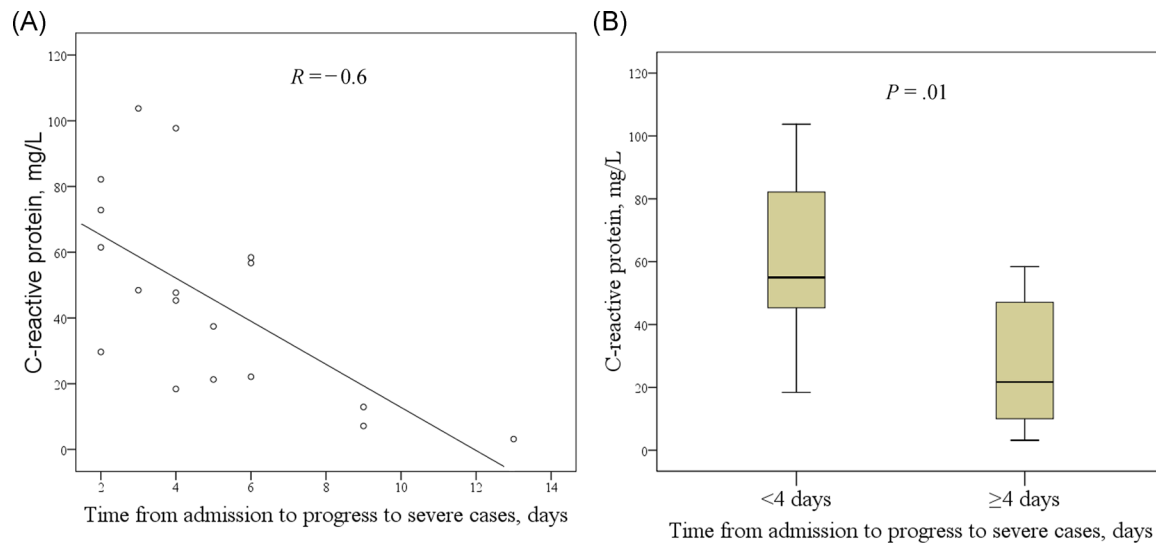 (A)
R = −0.6
C-reactive protein, mg/L
120
100
80
60
40
20
0
2 4 6 8 10 12 14
Time from admission to progress to severe cases, days
(B)
P = .01
C-reactive protein, mg/L
120
100
80
60
40
20
0
<4 days ≥4 days
Time from admission to progress to severe cases, days